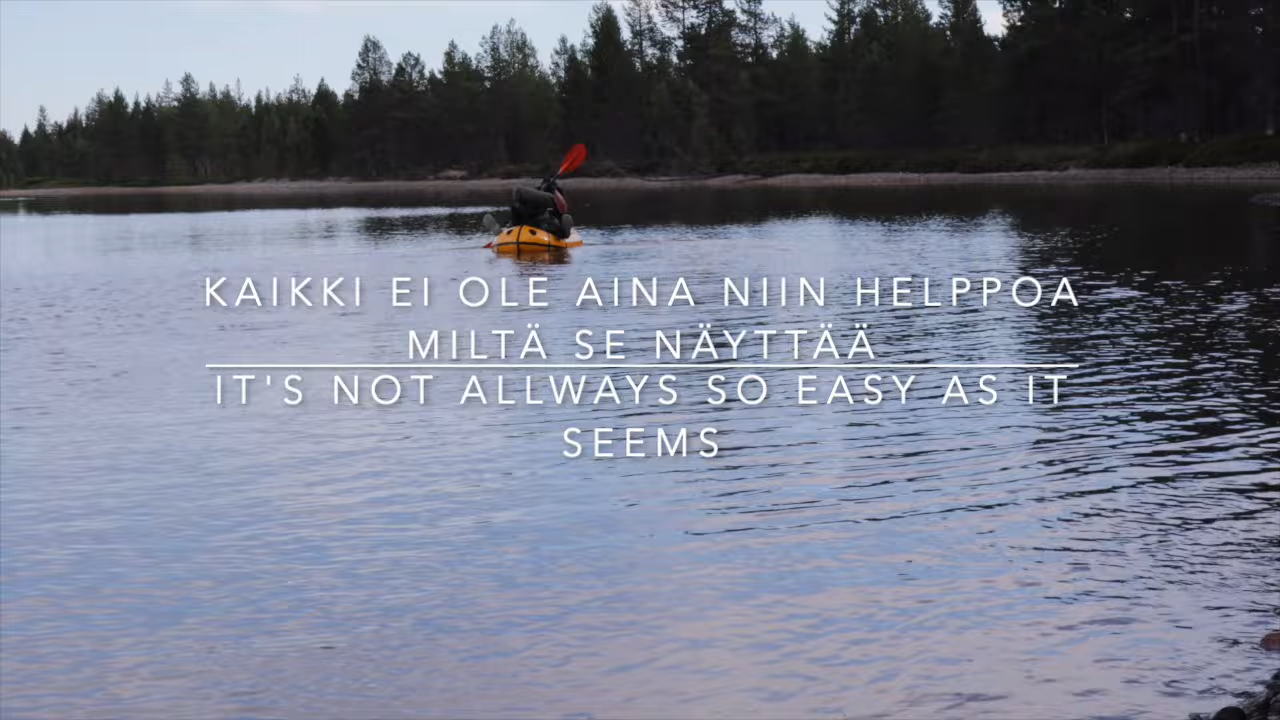 KAIKKI EI OLE AINA NIIN HELPPOA
MILTÄ SE NÄYTTÄÄ
IT'S NOT ALLWAYS SO EASY AS IT
SEEMS